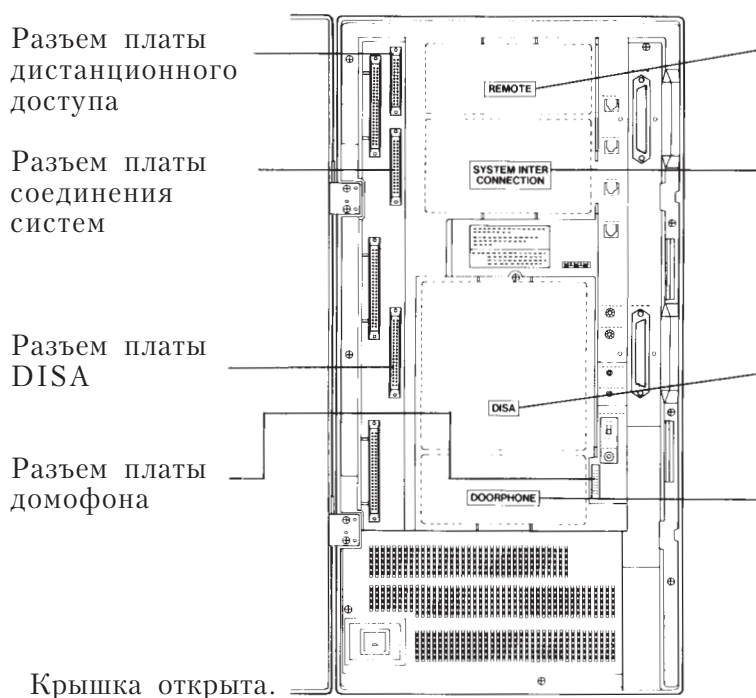 Разъем платы
дистанционного
доступа
REMOTE
Разъем платы
соединения
систем
SYSTEM INTER
CONNECTION
Разъем платы
DISA
DISA
Разъем платы
домофона
DOORPHONE
Крышка открыта.